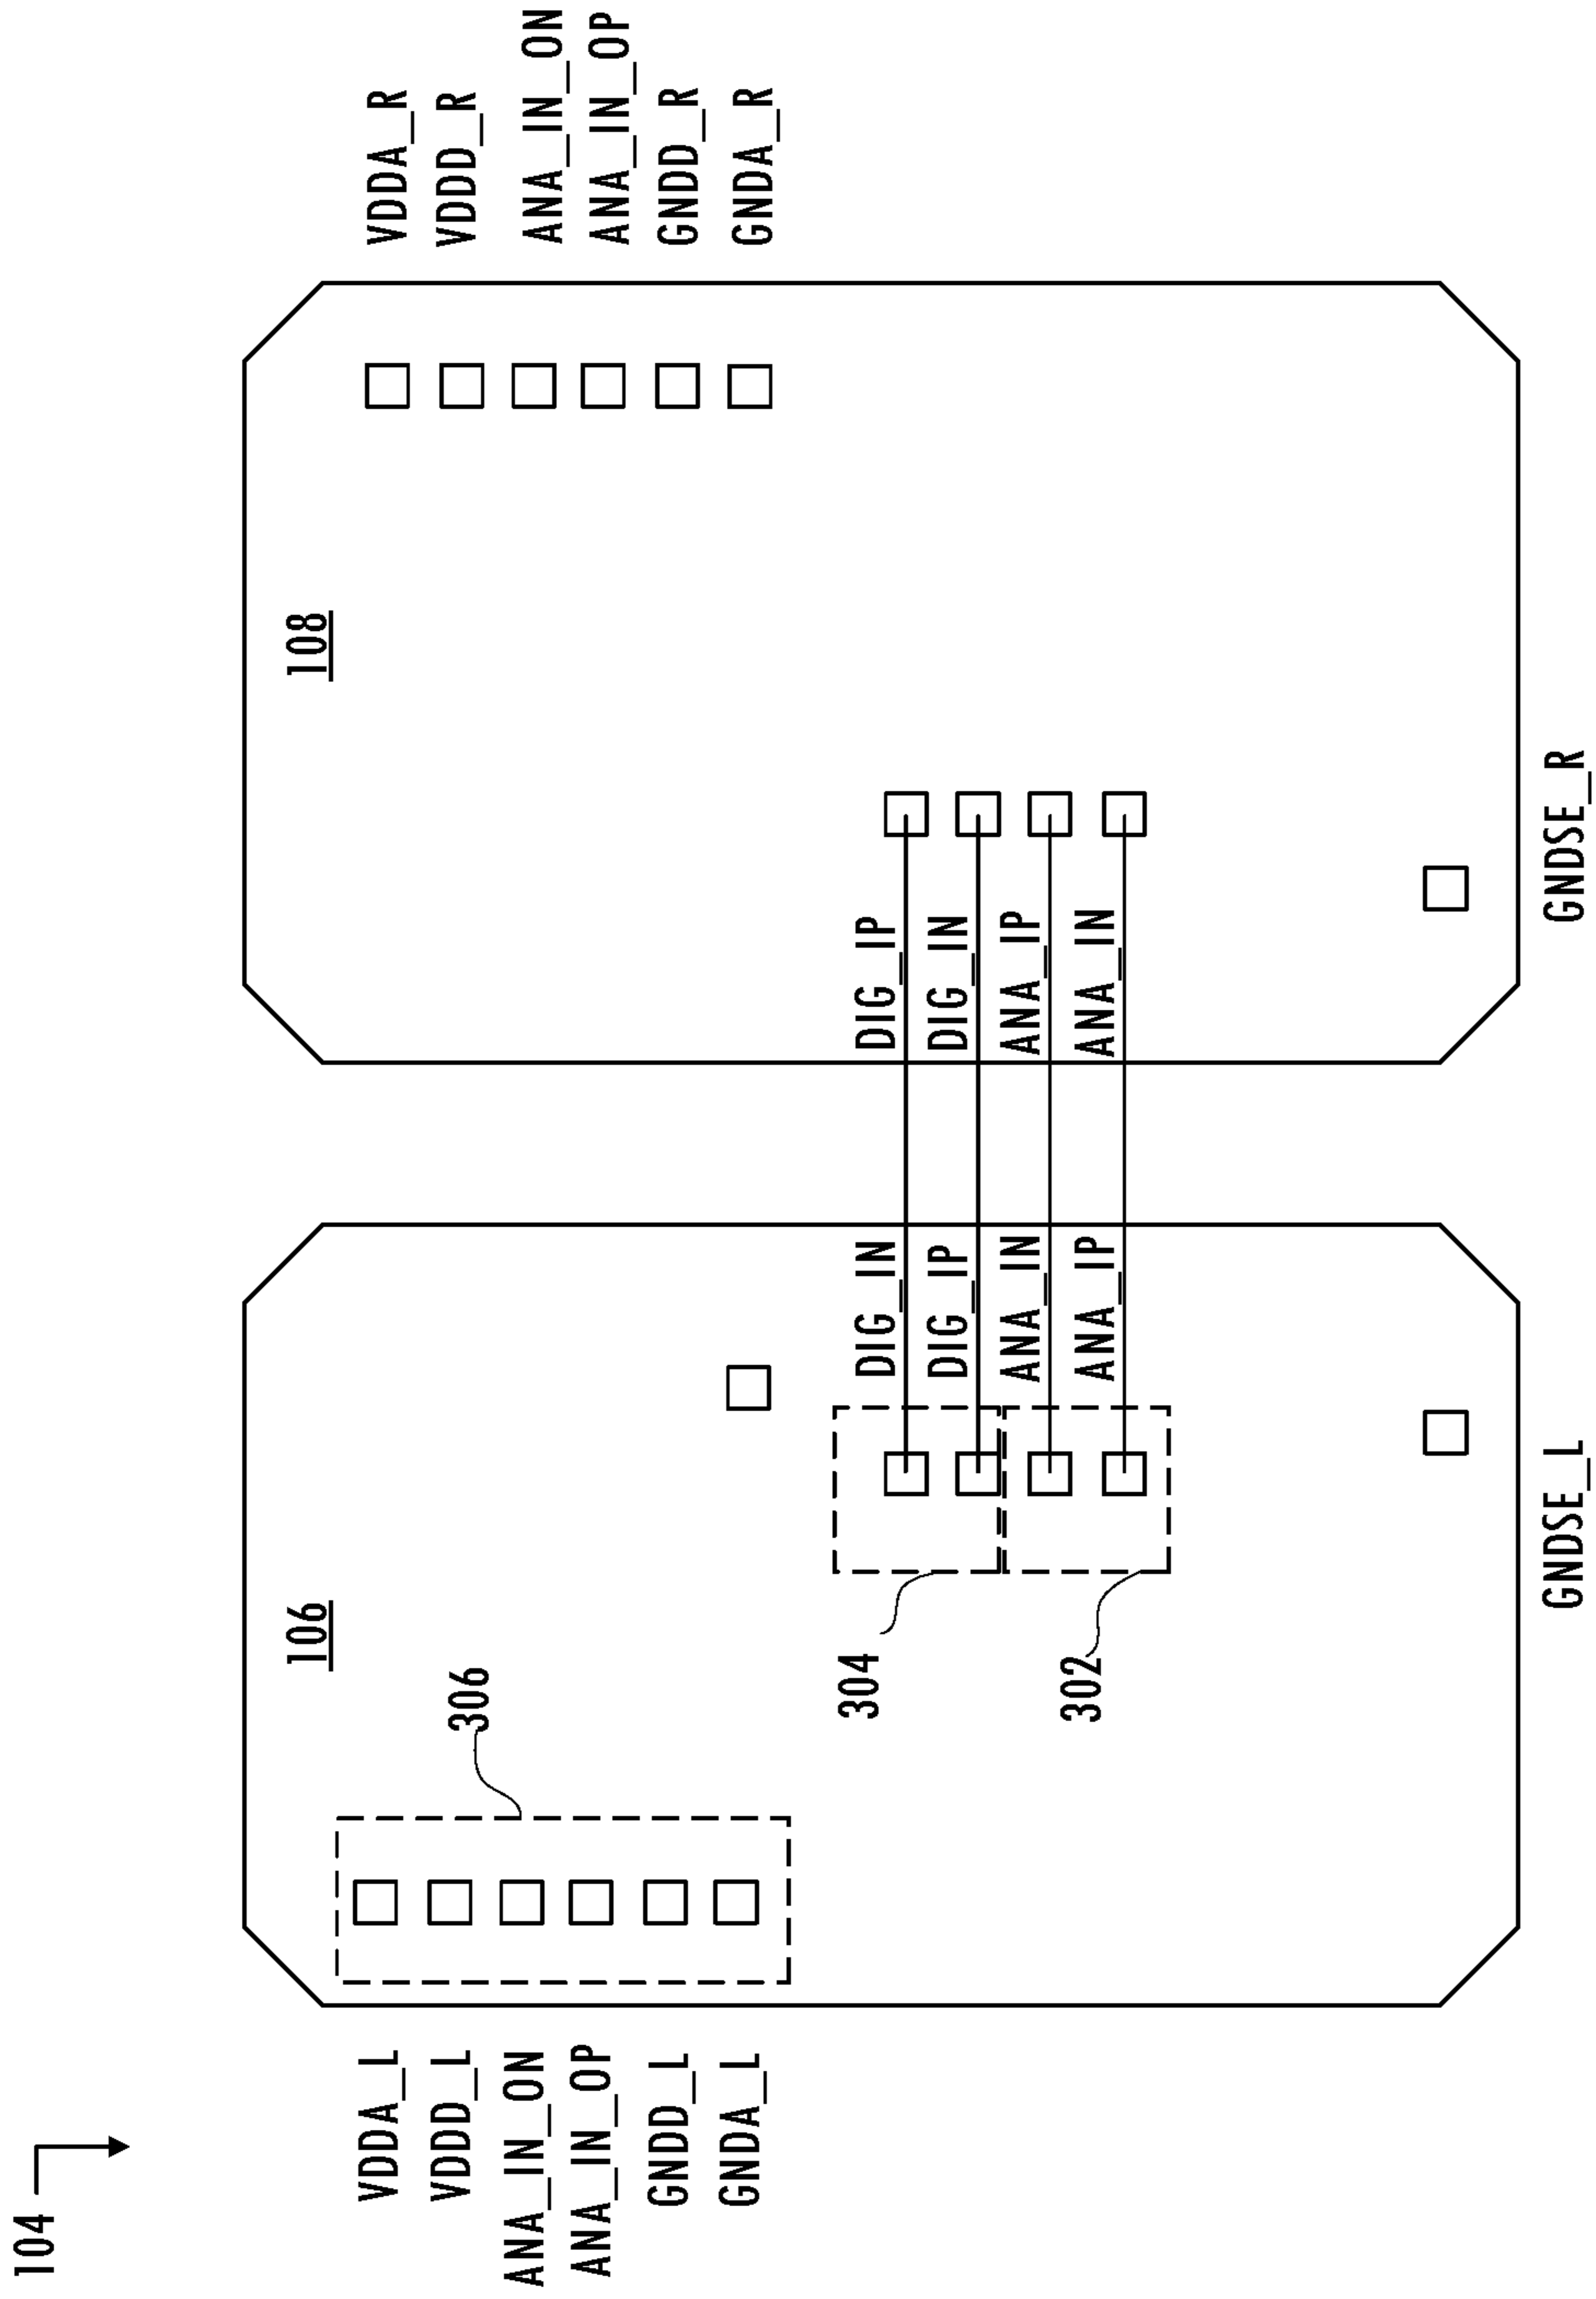 104
106
108
VDDA_L
VDDD_L
ANA_IN_ON
ANA_IN_OP
GNDD_L
GNDA_L
306
304
302
DIG_IN
DIG_IP
ANA_IN
ANA_IP
DIG_IP
DIG_IN
ANA_IP
ANA_IN
VDDA_R
VDDD_R
ANA_IN_ON
ANA_IN_OP
GNDD_R
GNDA_R
GNDSE_L
GNDSE_R